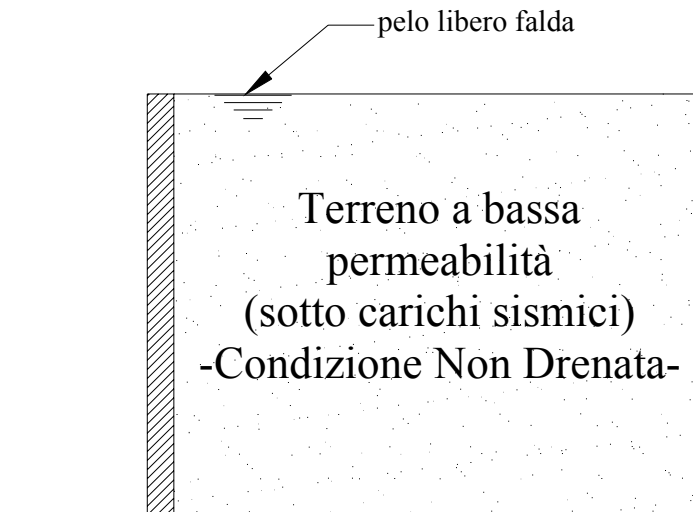 pelo libero falda
Terreno a bassa
permeabilità
(sotto carichi sismici)
-Condizione Non Drenata-